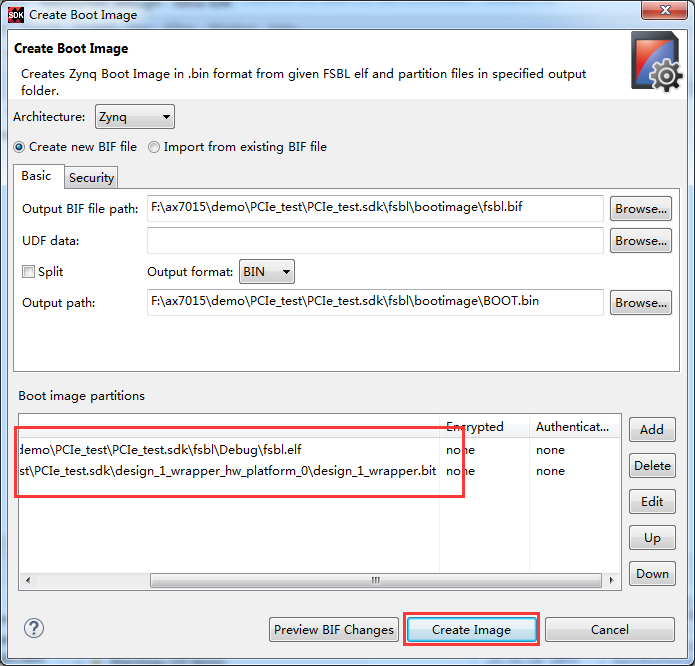 SDK Create Boot Image
Create Boot Image
Creates Zynq Boot Image in .bin format from given FSBL elf and partition files in specified output
folder.
Architecture: Zynq
Create new BIF file Import from existing BIF file
Basic Security
Output BIF file path: F:\ax7015\demo\PCIe_test\PCIe_test.sdk\fsbl\bootimage\fsbl.bif Browse...
UDF data: Browse...
Split Output format: BIN
Output path: F:\ax7015\demo\PCIe_test\PCIe_test.sdk\fsbl\bootimage\BOOT.bin Browse...
Boot image partitions
Encrypted Authenticat...
demo\PCIe_test\PCIe_test.sdk\fsbl\Debug\fsbl.elf none none
st\PCIe_test.sdk\design_1_wrapper_hw_platform_0\design_1_wrapper.bit none none
Add
Delete
Edit
Up
Down
? Preview BIF Changes Create Image Cancel